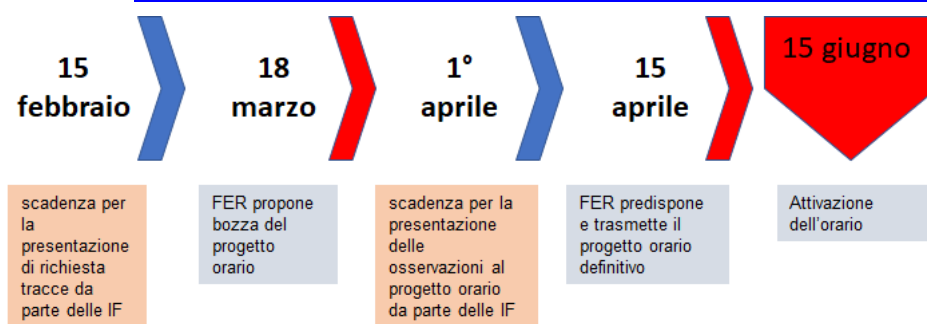 15
febbraio
18
marzo
1°
aprile
15
aprile
15 giugno
scadenza per
la
presentazione
di richiesta
tracce da
parte delle IF
FER propone
bozza del
progetto
orario
scadenza per la
presentazione
delle
osservazioni al
progetto orario
da parte delle IF
FER predispone
e trasmette il
progetto orario
definitivo
Attivazione
dell'orario